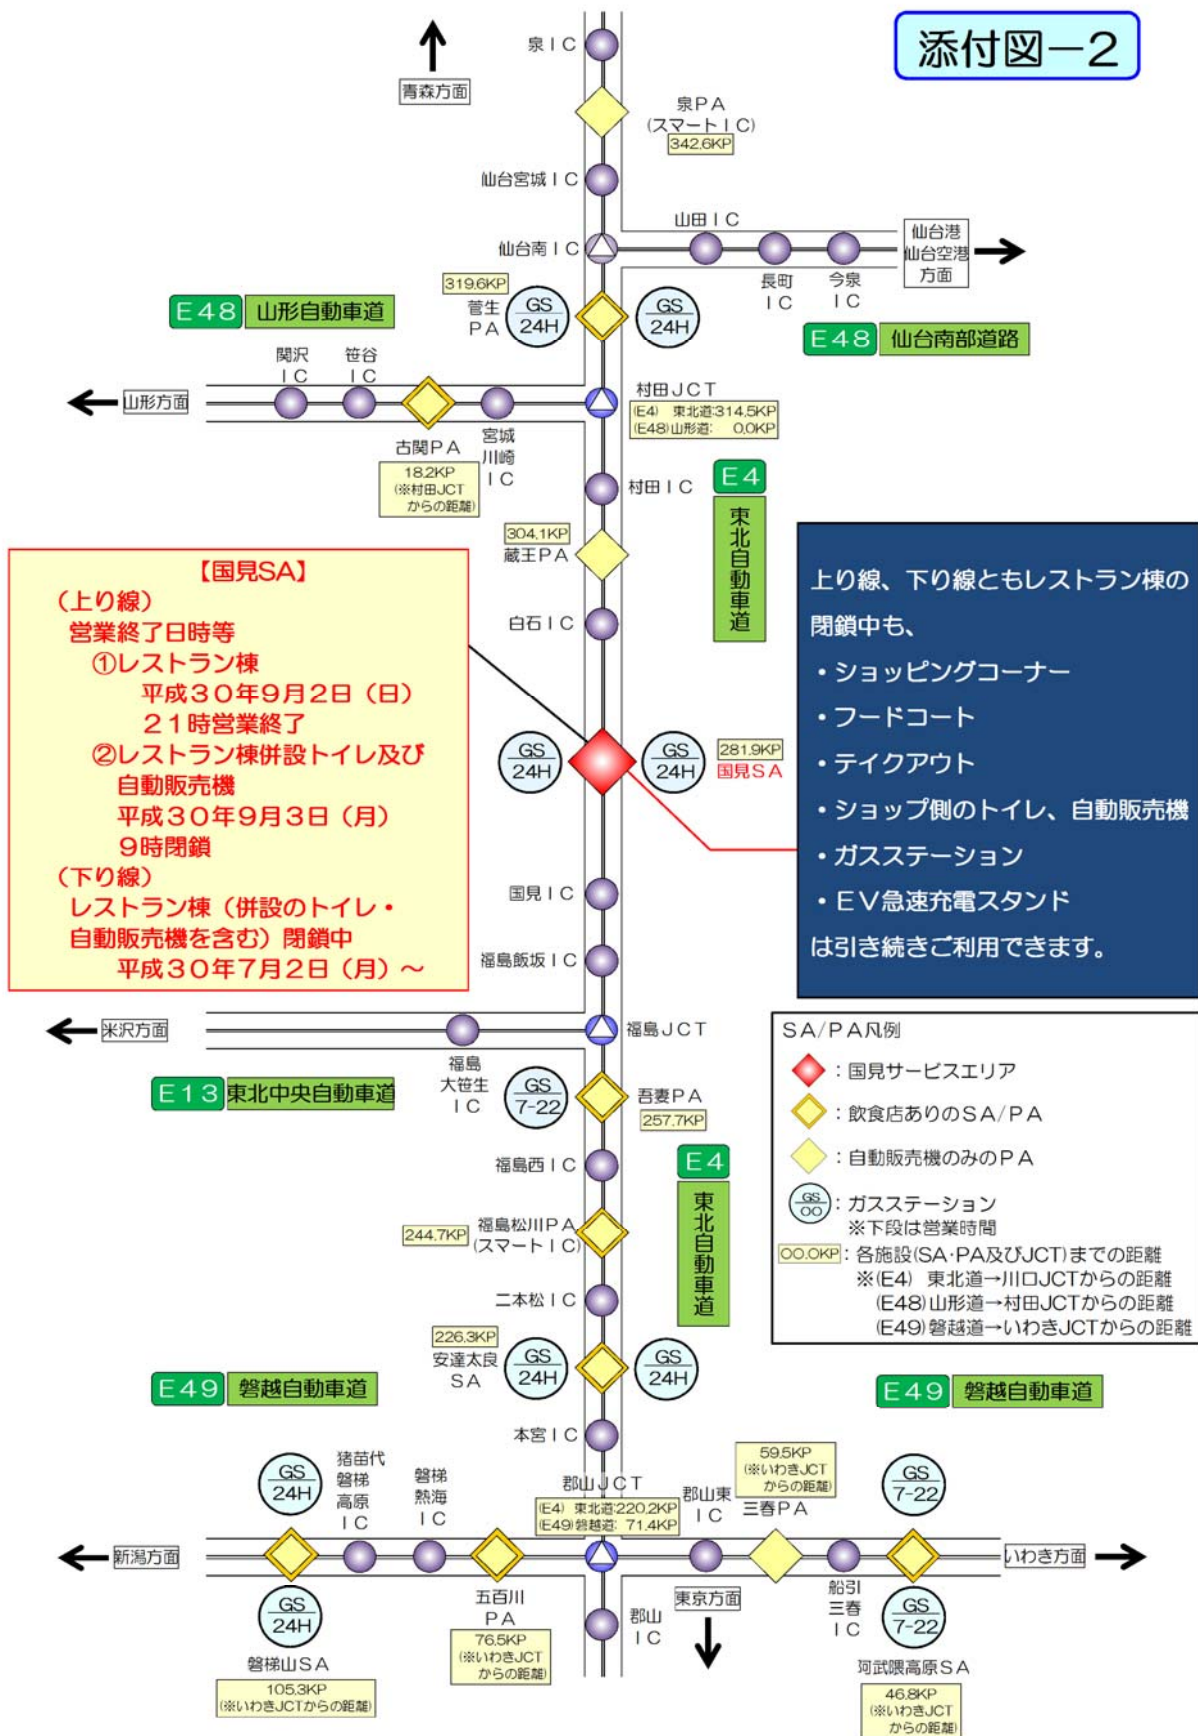 添付図－2
青森方面
泉ＩＣ
泉ＰＡ
(スマートＩＣ)
342.6KP
仙台宮城ＩＣ
仙台南ＩＣ
山田ＩＣ
長町
ＩＣ
今泉
ＩＣ
仙台港
仙台空港
方面
E48 仙台南部道路
319.6KP
菅生
ＰＡ
GS
24H
GS
24H
E48 山形自動車道
山形方面
関沢
ＩＣ
笹谷
ＩＣ
古関ＰＡ
18.2KP
(※村田JCT
からの距離)
宮城
川崎
ＩＣ
村田ＪＣＴ
(E4) 東北道:314.5KP
(E48)山形道: 0.0KP
村田ＩＣ
E4
東北自動車道
304.1KP
蔵王ＰＡ
白石ＩＣ
【国見SA】
(上り線)
営業終了日時等
①レストラン棟
平成３０年９月２日（日）
２１時営業終了
②レストラン棟併設トイレ及び
自動販売機
平成３０年９月３日（月）
９時閉鎖
(下り線)
レストラン棟（併設のトイレ・
自動販売機を含む）閉鎖中
平成３０年７月２日（月）～
GS
24H
GS
24H
281.9KP
国見ＳＡ
上り線、下り線ともレストラン棟の
閉鎖中も、
・ショッピングコーナー
・フードコート
・テイクアウト
・ショップ側のトイレ、自動販売機
・ガスステーション
・ＥＶ急速充電スタンド
は引き続きご利用できます。
国見ＩＣ
福島飯坂ＩＣ
福島ＪＣＴ
米沢方面
福島
大笹生
ＩＣ
E13 東北中央自動車道
GS
7-22
吾妻ＰＡ
257.7KP
福島西ＩＣ
E4
東北自動車道
244.7KP
福島松川ＰＡ
(スマートＩＣ)
二本松ＩＣ
226.3KP
安達太良
ＳＡ
GS
24H
GS
24H
本宮ＩＣ
SA/PA凡例
：国見サービスエリア
：飲食店ありのＳＡ/ＰＡ
：自動販売機のみのＰＡ
GS
00
：ガスステーション
※下段は営業時間
00.0KP：各施設(SA･PA及びJCT)までの距離
※(E4) 東北道→川口JCTからの距離
(E48)山形道→村田JCTからの距離
(E49)磐越道→いわきJCTからの距離
E49 磐越自動車道
E49 磐越自動車道
新潟方面
GS
24H
GS
24H
磐梯山ＳＡ
105.3KP
(※いわきJCTからの距離)
猪苗代
磐梯
高原
ＩＣ
磐梯
熱海
ＩＣ
五百川
ＰＡ
76.5KP
(※いわきJCT
からの距離)
郡山ＪＣＴ
(E4) 東北道:220.2KP
(E49)磐越道: 71.4KP
郡山
ＩＣ
東京方面
郡山東
ＩＣ
59.5KP
(※いわきJCT
からの距離)
三春ＰＡ
船引
三春
ＩＣ
GS
7-22
GS
7-22
阿武隈高原ＳＡ
46.8KP
(※いわきJCT
からの距離)
いわき方面